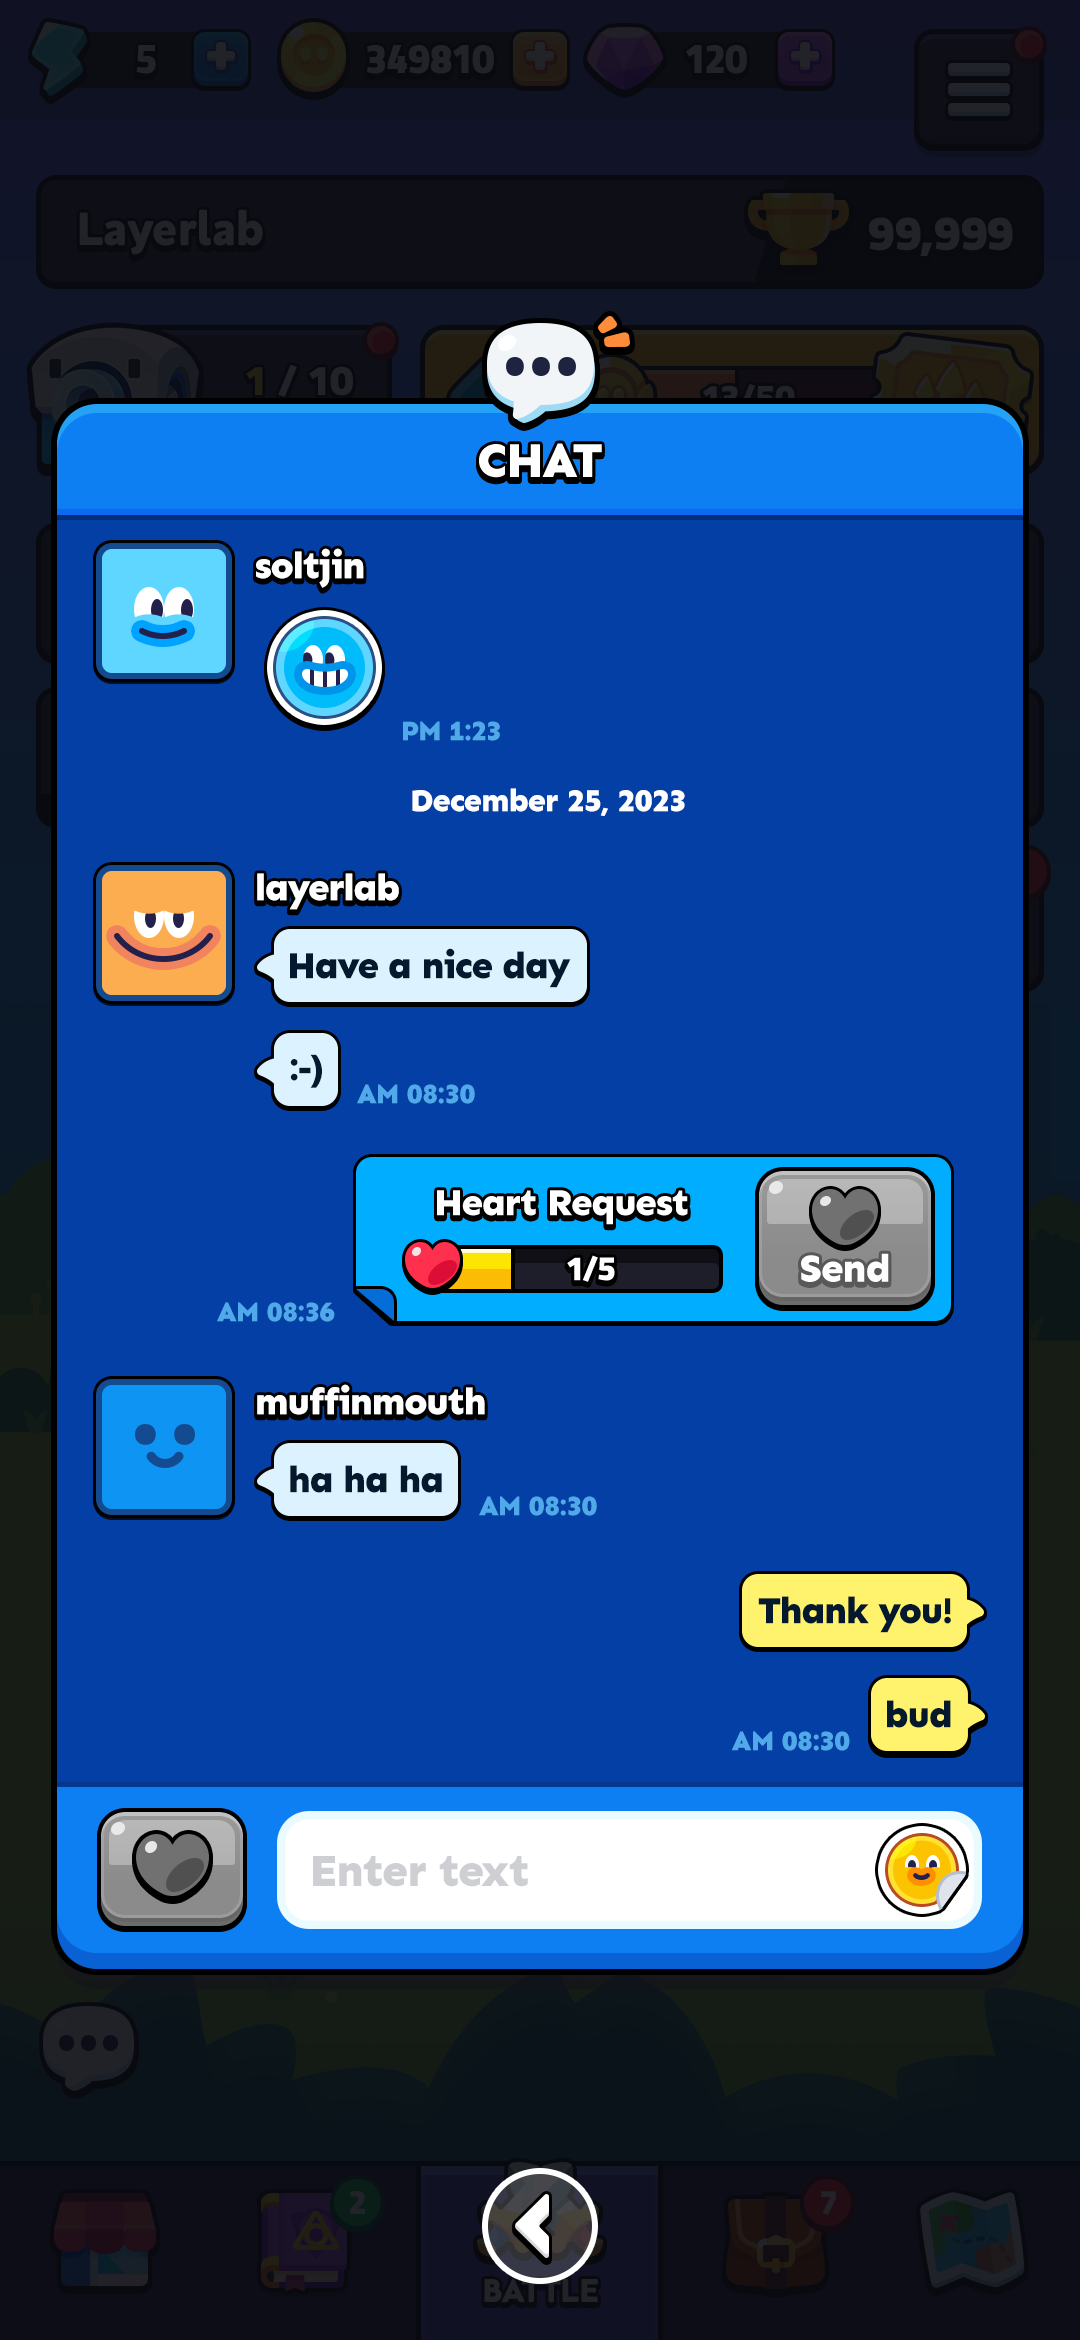 5
349810
120
Layerlab
99,999
1 / 10
13/50
CHAT
soltjin
PM 1:23
December 25, 2023
layerlab
Have a nice day
:-)
AM 08:30
Heart Request
1/5
Send
AM 08:36
muffinmouth
ha ha ha
AM 08:30
Thank you!
bud
AM 08:30
Enter text
2
7
BATTLE